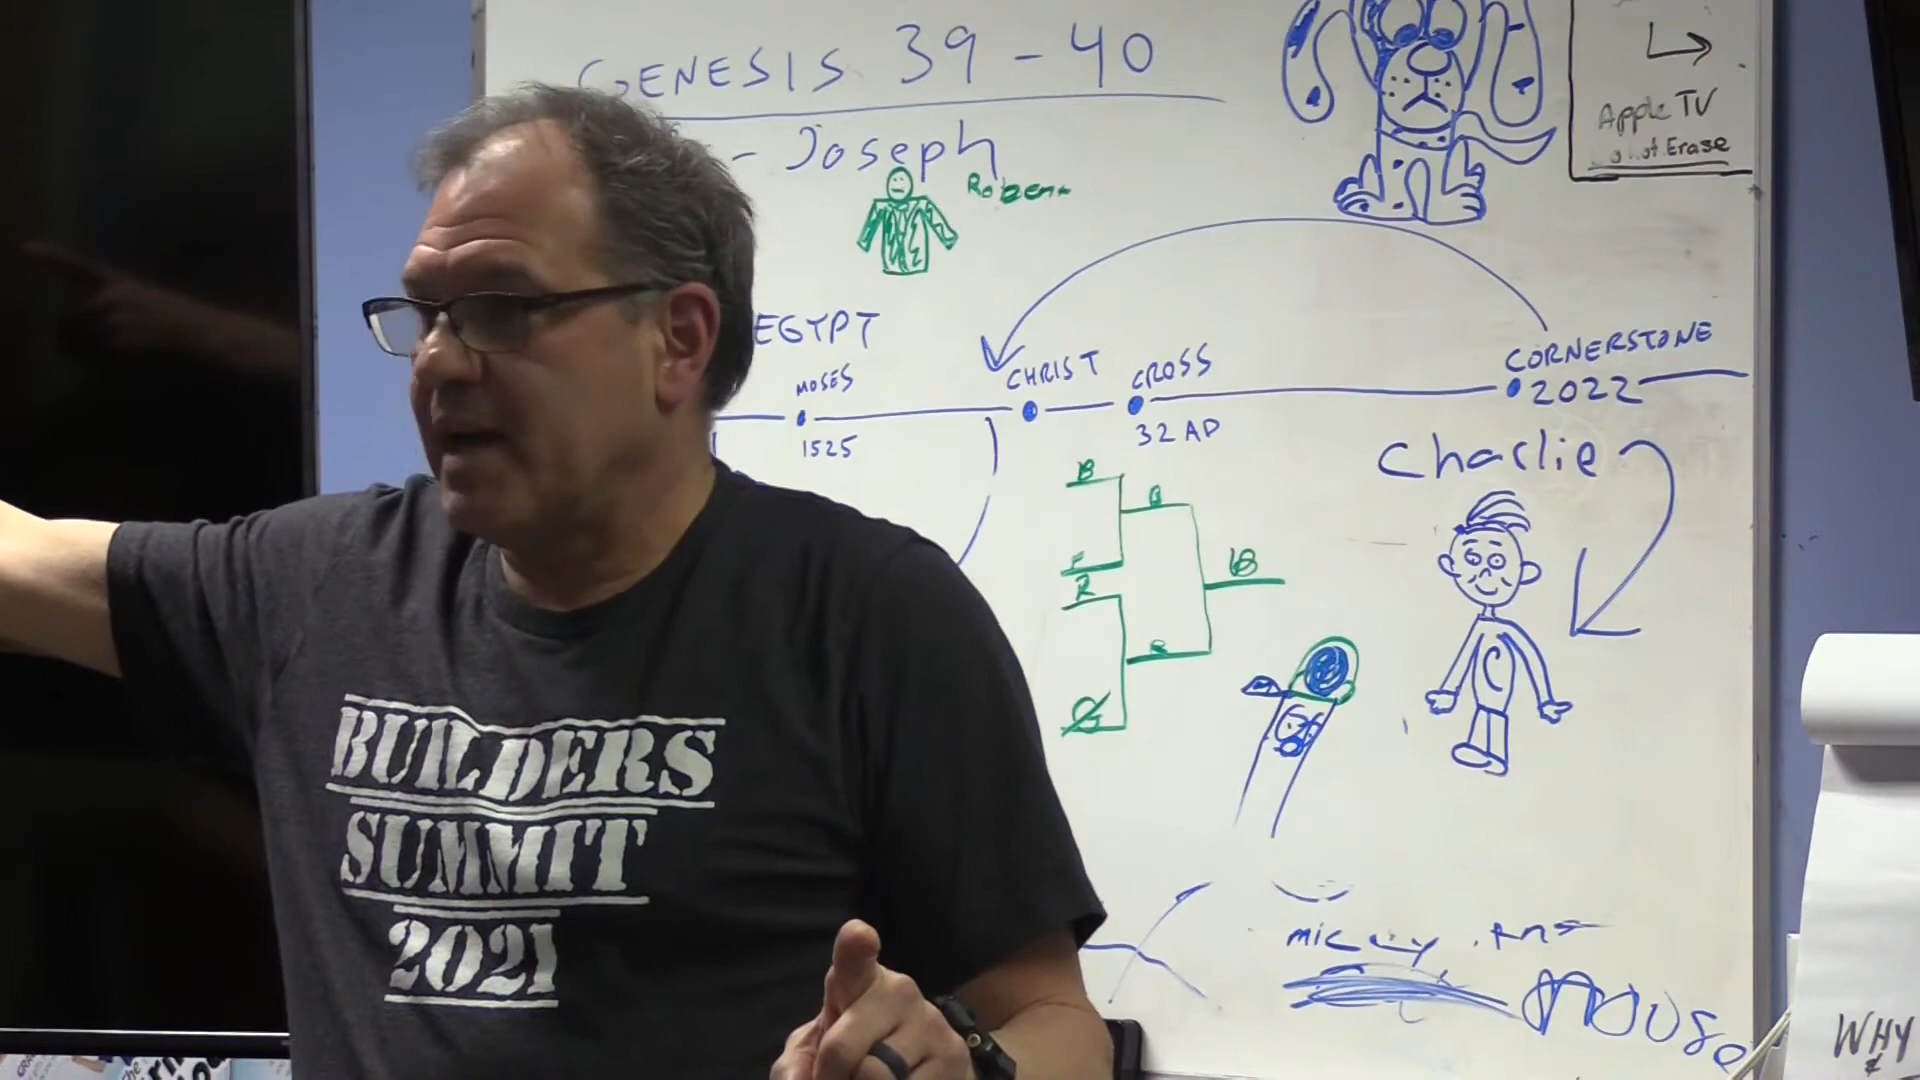 GENESIS 39-40
- Joseph
Apple TV
not Erase
EGYPT
MOSES
1525
CHRIST
CROSS
32 AD
CORNERSTONE
2022
Charlie
B
F
R
G
B
B
C
BUILDERS
SUMMIT
2021
WHY